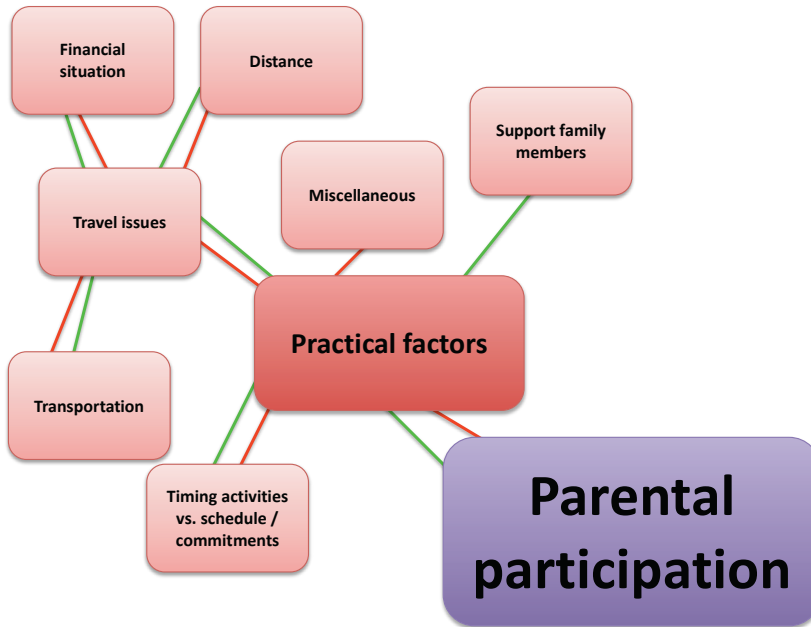 Financial
situation
Distance
Support family
members
Miscellaneous
Travel issues
Practical factors
Transportation
Timing activities
vs. schedule /
commitments
Parental
participation